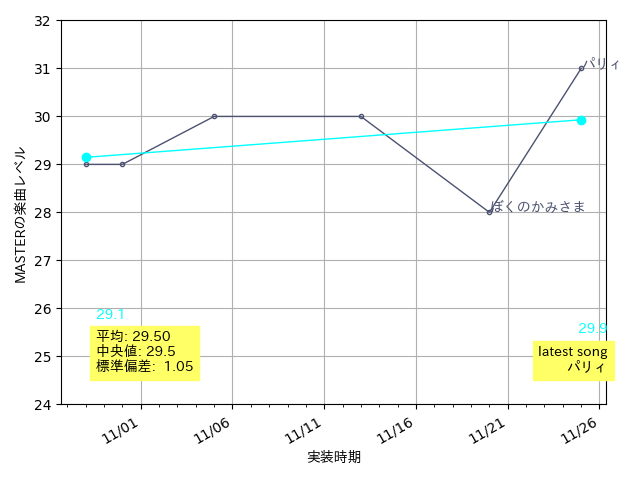 32
31
30
29
28
27
26
25
24
MASTERの楽曲レベル
パリィ
ぼくのかみさま
29.1
平均: 29.50
中央値: 29.5
標準偏差: 1.05
29.9
latest song
パリィ
11/01
11/06
11/11
11/16
11/21
11/26
実装時期